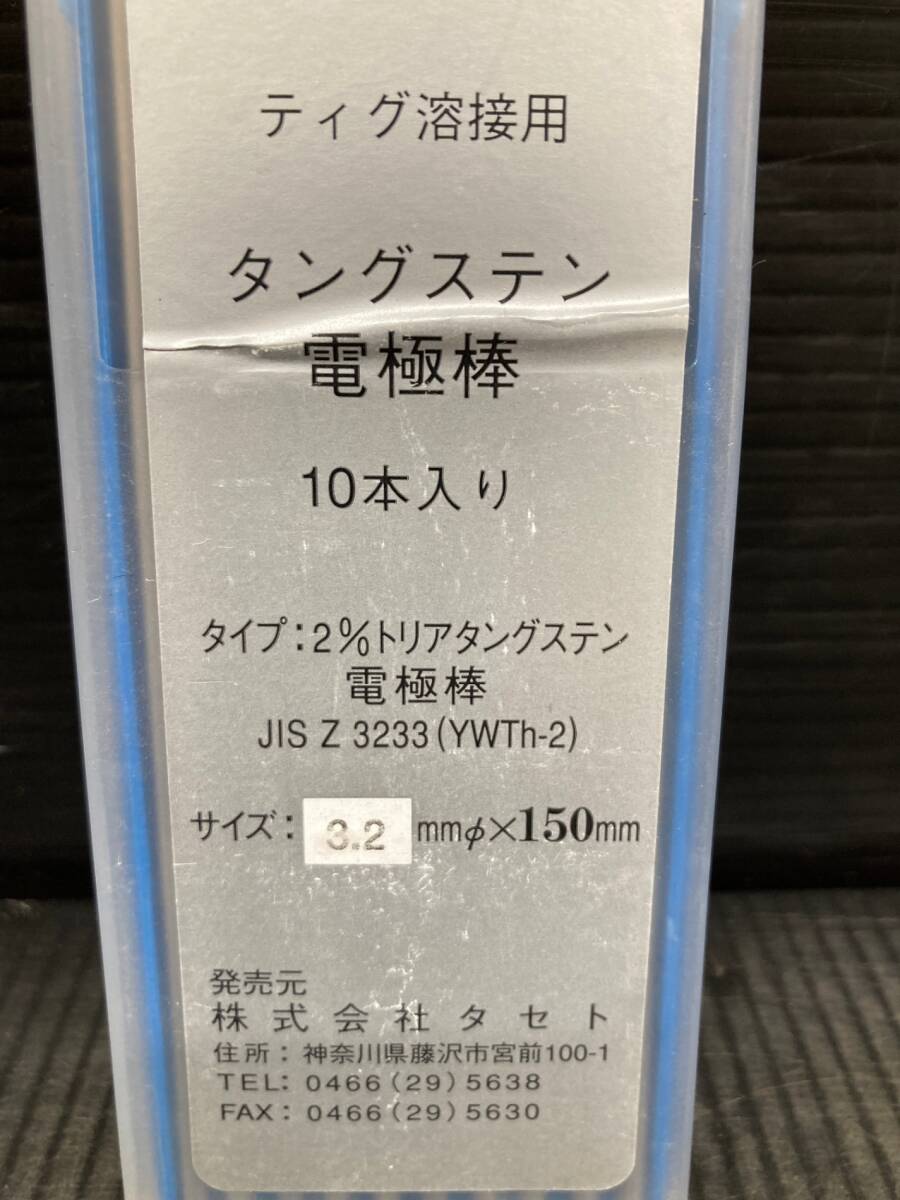 ティグ溶接用
タングステン
電極棒
10本入り
タイプ:2%トリアタングステン
電極棒
JIS Z 3233(YWTh-2)
サイズ: 3.2 mmφ×150mm
発売元
株式会社タセト
住所: 神奈川県藤沢市宮前100-1
TEL: 0466(29)5638
FAX: 0466(29)5630